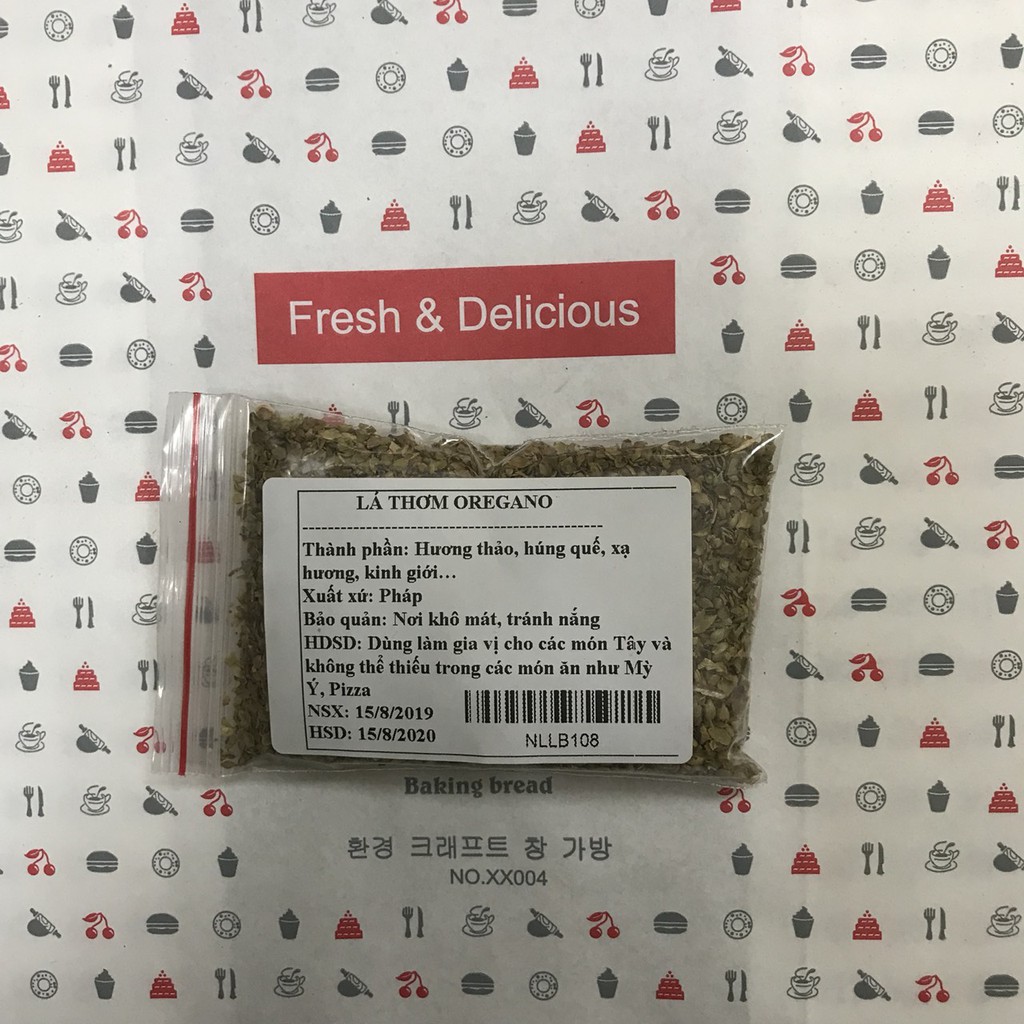 Fresh & Delicious
LÁ THƠM OREGANO
Thành phần: Hương thảo, húng quế, xạ
hương, kinh giới...
Xuất xứ: Pháp
Bảo quản: Nơi khô mát, tránh nắng
HDSD: Dùng làm gia vị cho các món Tây và
không thể thiếu trong các món ăn như Mỳ
Ý, Pizza
NSX: 15/8/2019
HSD: 15/8/2020
NLLB108
Baking bread
환경 크래프트 창 가방
NO.XX004